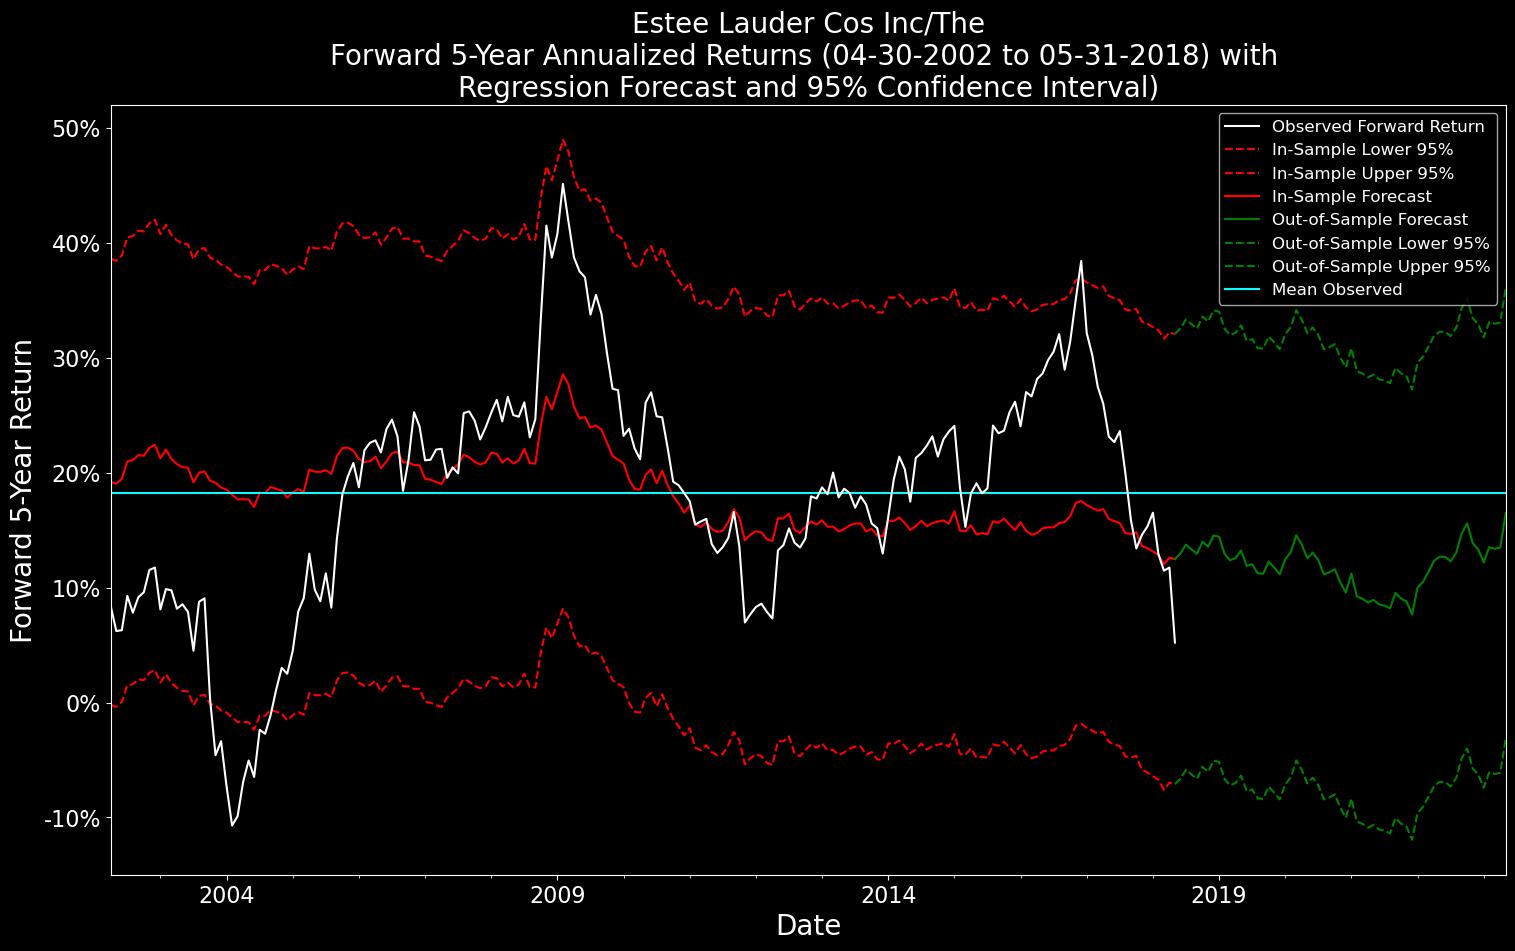 Estee Lauder Cos Inc/The
Forward 5-Year Annualized Returns (04-30-2002 to 05-31-2018) with
Regression Forecast and 95% Confidence Interval)
Observed Forward Return
In-Sample Lower 95%
In-Sample Upper 95%
In-Sample Forecast
Out-of-Sample Forecast
Out-of-Sample Lower 95%
Out-of-Sample Upper 95%
Mean Observed
Forward 5-Year Return
50%
40%
30%
20%
10%
0%
-10%
2004
2009
2014
2019
Date